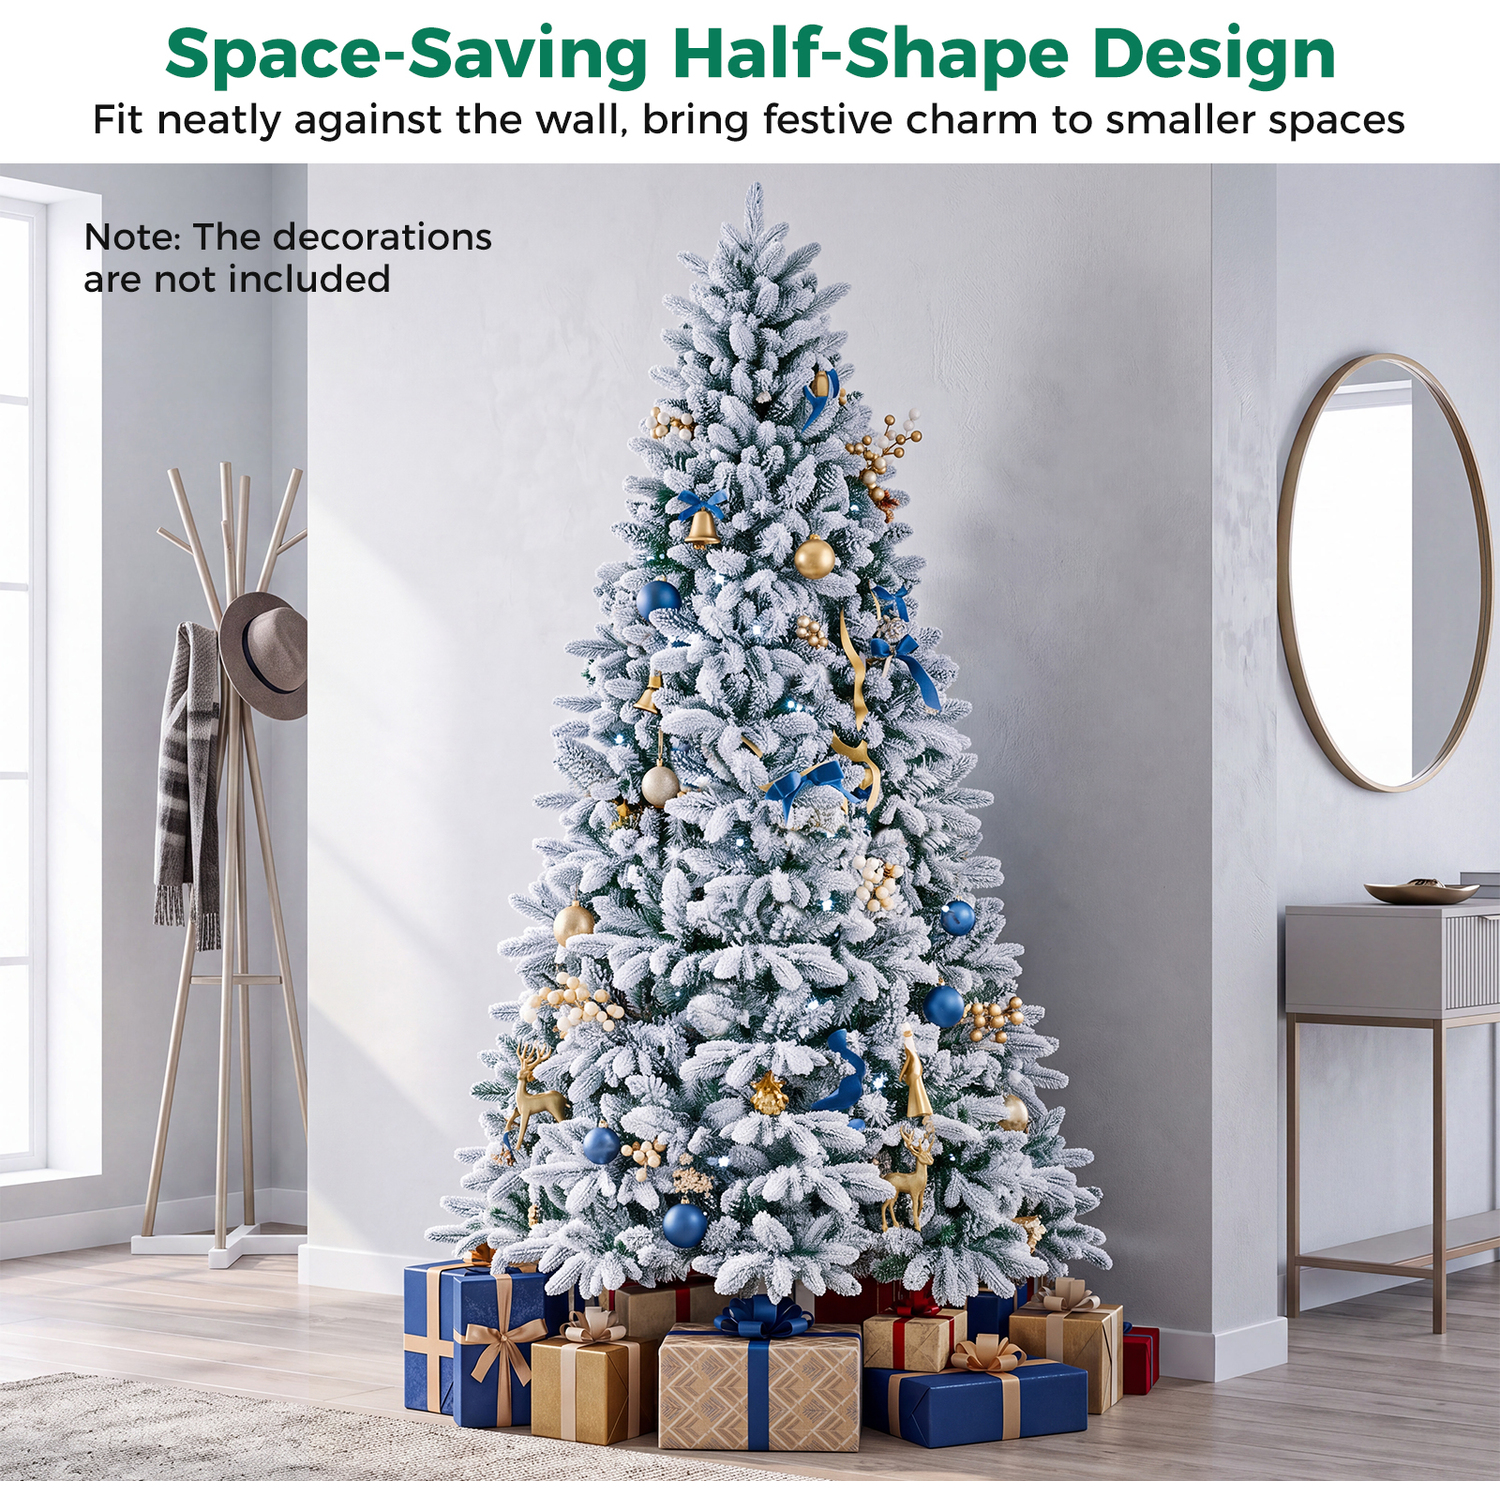 Space-Saving Half-Shape Design
Fit neatly against the wall, bring festive charm to smaller spaces
Note: The decorations
are not included